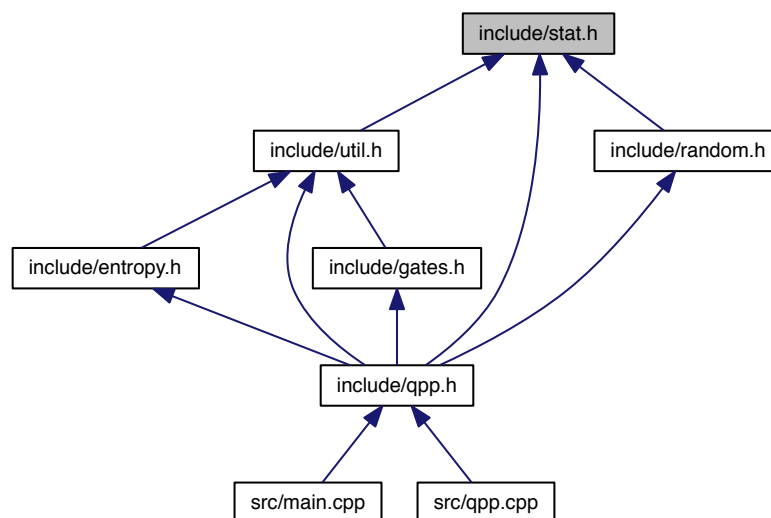 include/stat.h
include/util.h
include/random.h
include/entropy.h
include/gates.h
include/qpp.h
src/main.cpp
src/qpp.cpp